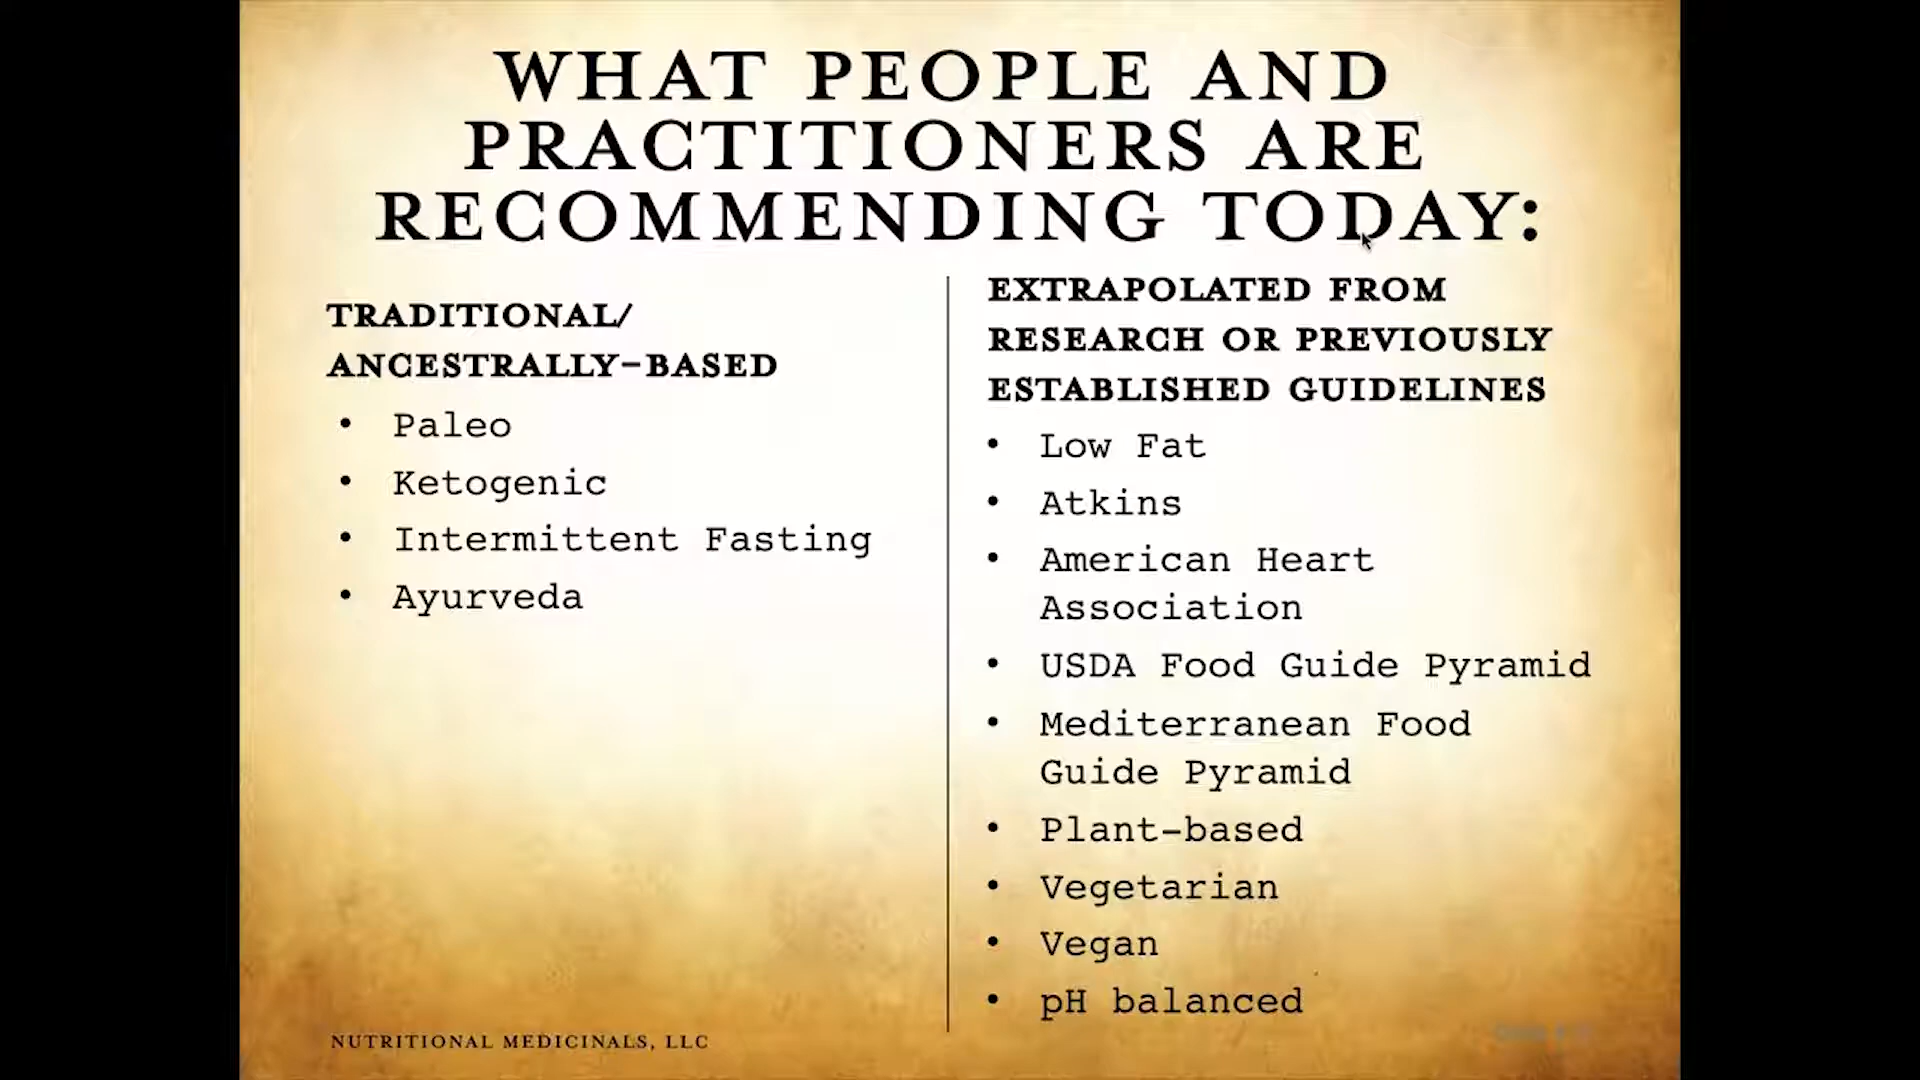 WHAT PEOPLE AND
PRACTITIONERS ARE
RECOMMENDING TODAY:
TRADITIONAL/
ANCESTRALLY-BASED
• Paleo
• Ketogenic
• Intermittent Fasting
• Ayurveda
EXTRAPOLATED FROM
RESEARCH OR PREVIOUSLY
ESTABLISHED GUIDELINES
• Low Fat
• Atkins
• American Heart
Association
• USDA Food Guide Pyramid
• Mediterranean Food
Guide Pyramid
• Plant-based
• Vegetarian
• Vegan
• pH balanced
NUTRITIONAL MEDICINALS, LLC